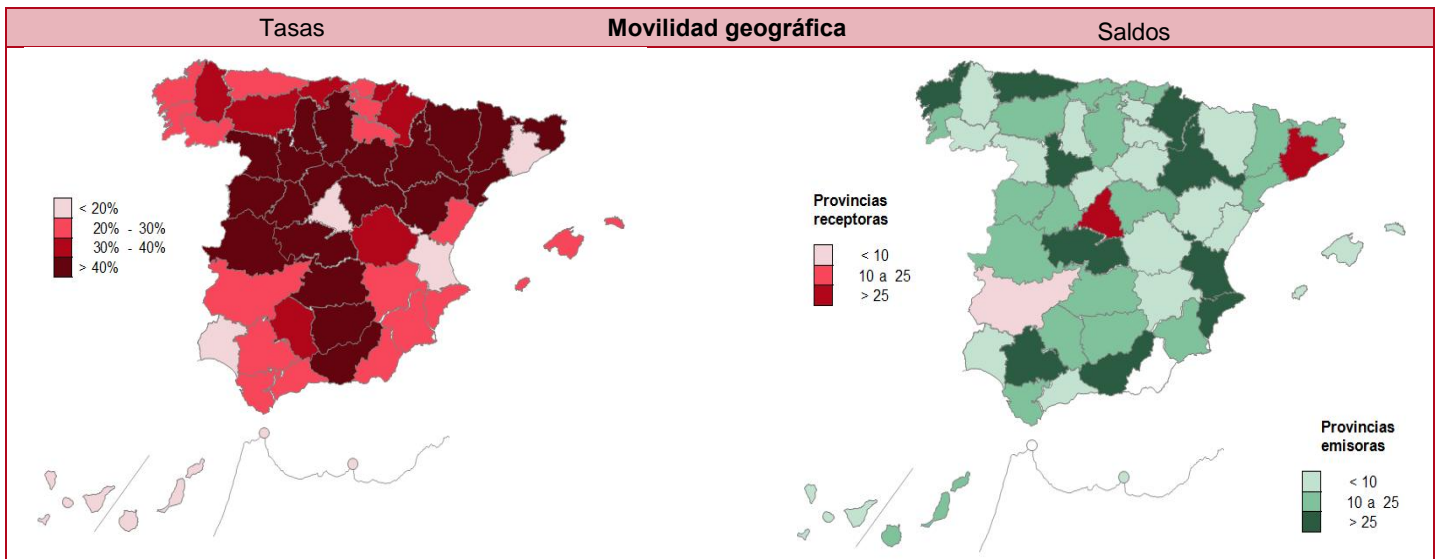 Tasas Movilidad geográfica Saldos
< 20%
20% - 30%
30% - 40%
> 40%
Provincias
receptoras
< 10
10 a 25
> 25
Provincias
emisoras
< 10
10 a 25
> 25